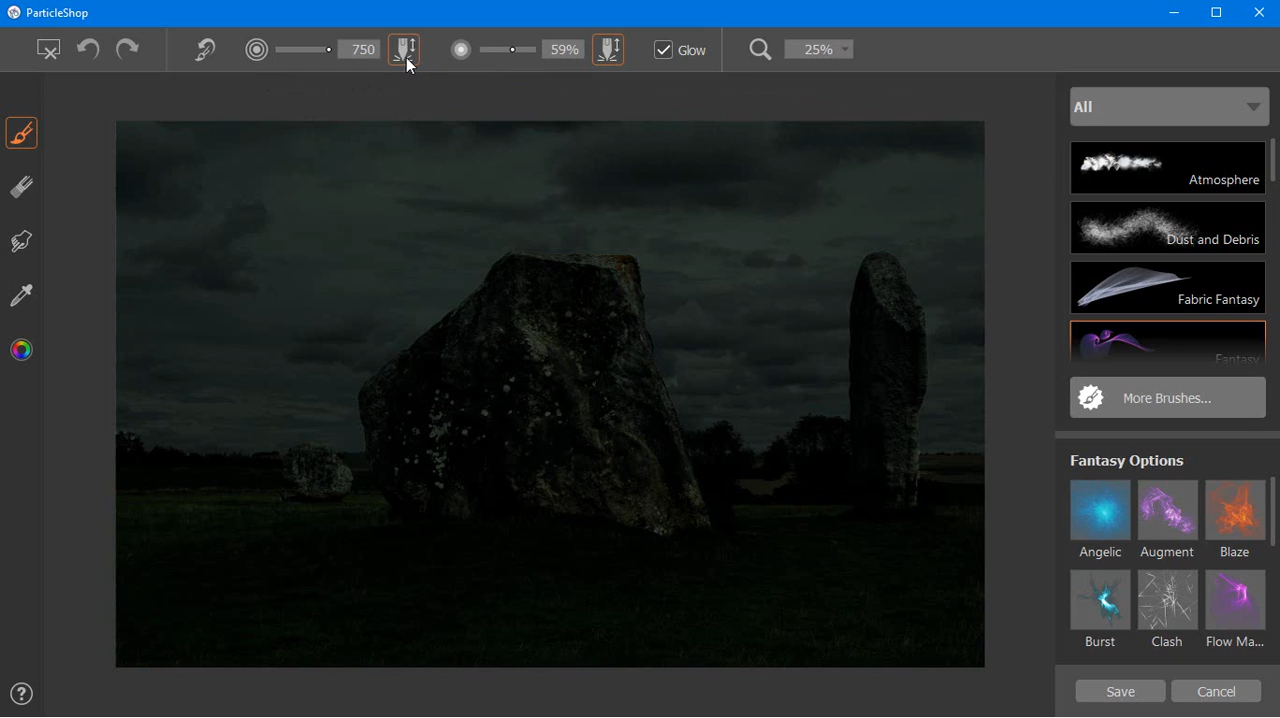 ParticleShop
750
59%
Glow
25%
All
Atmosphere
Dust and Debris
Fabric Fantasy
Fantasy
More Brushes...
Fantasy Options
Angelic
Augment
Blaze
Burst
Clash
Flow Ma...
Save
Cancel